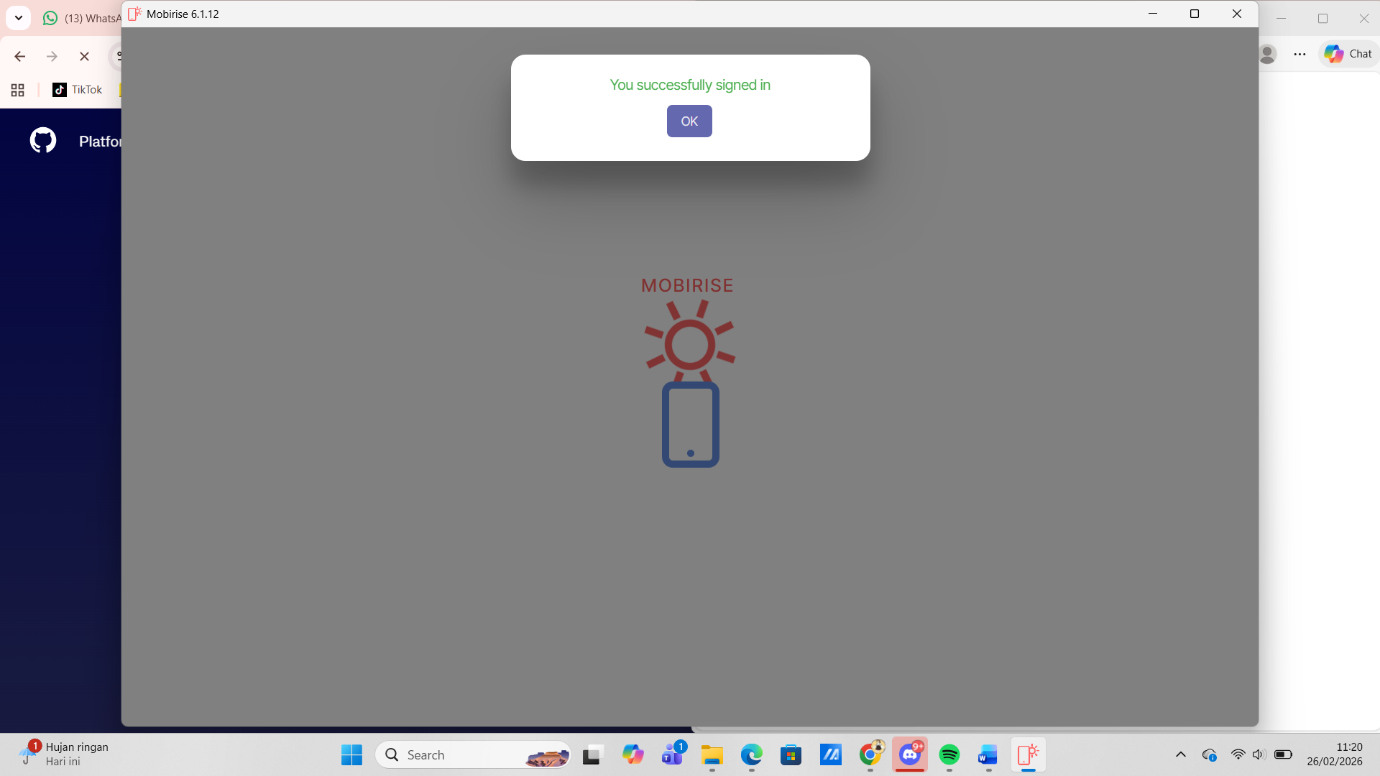 (13) WhatsA
Mobirise 6.1.12
Chat
TikTok
Platfor
You successfully signed in
OK
MOBIRISE
1
Hujan ringan
Hari ini
Search
1
9+
11:20
26/02/2026